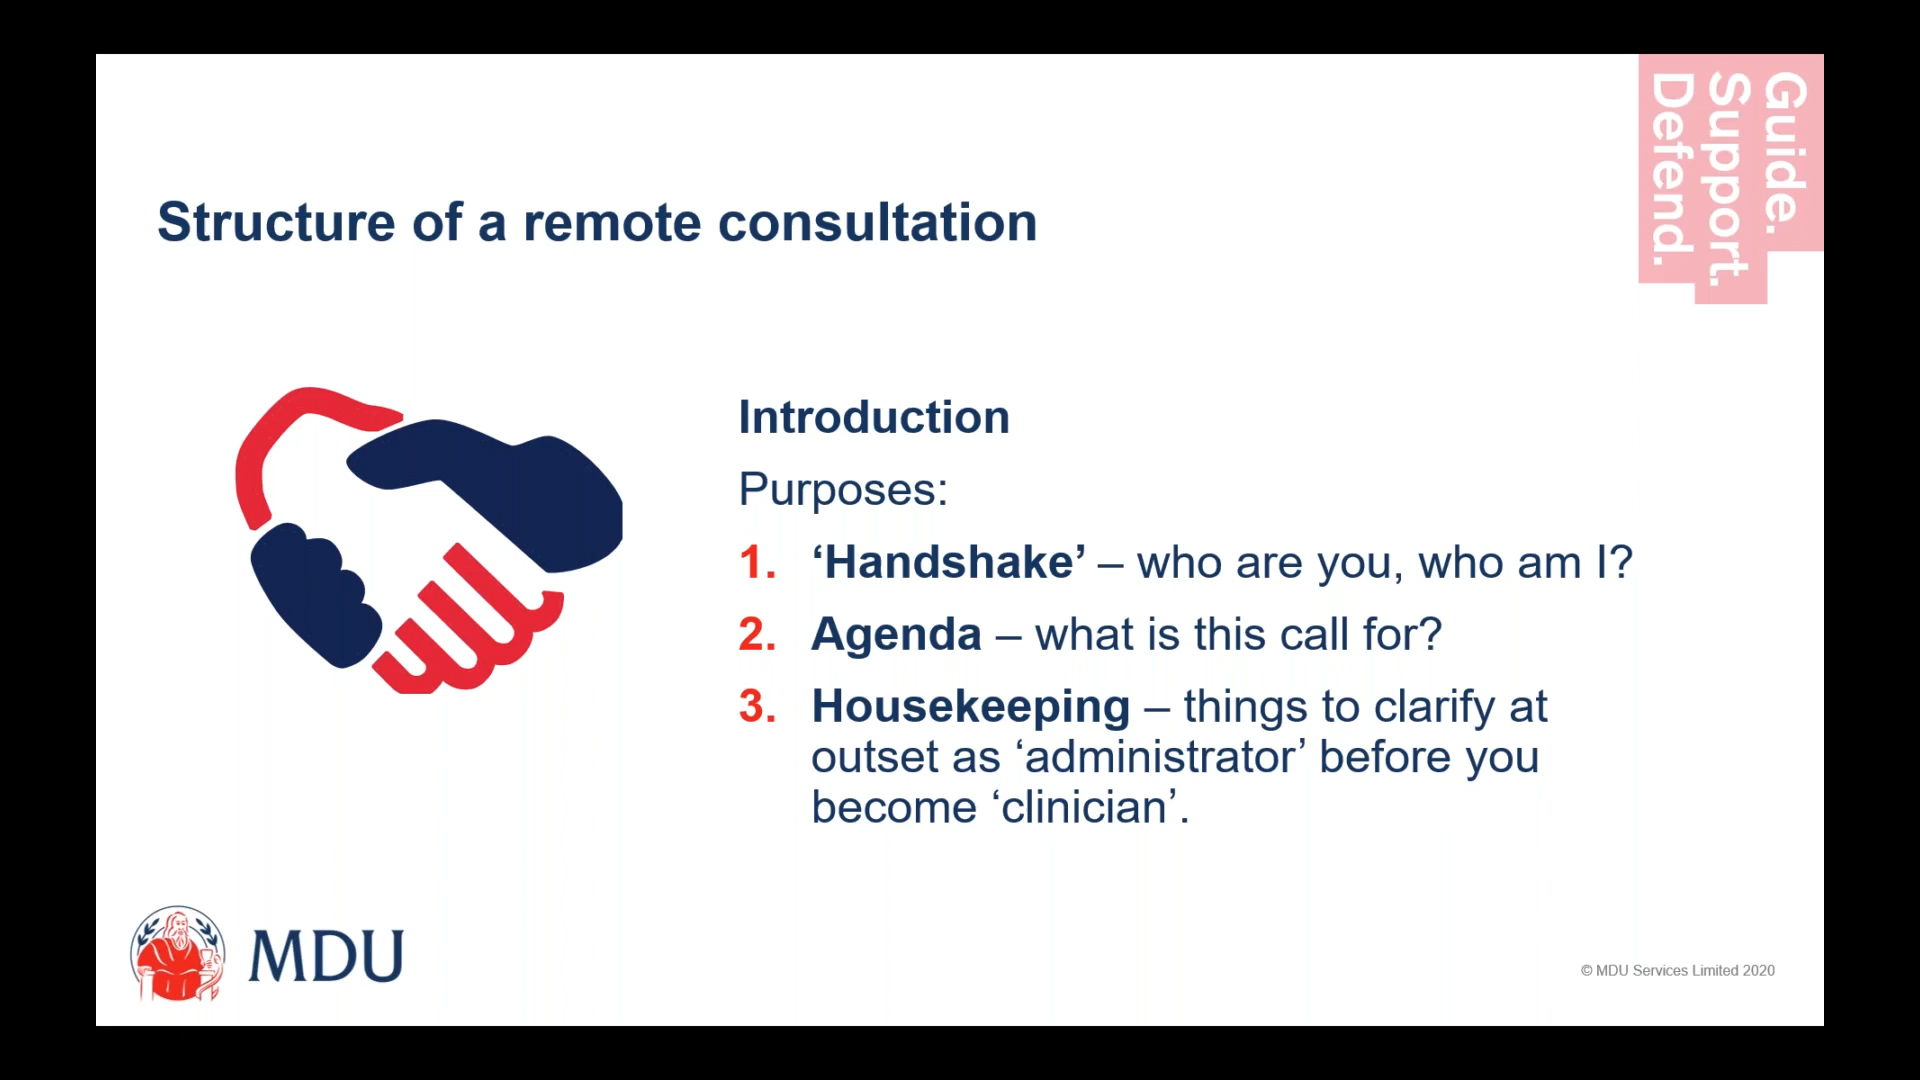 Guide.
Support.
Defend.
Structure of a remote consultation
Introduction
Purposes:
1. ‘Handshake’ – who are you, who am I?
2. Agenda – what is this call for?
3. Housekeeping – things to clarify at
outset as ‘administrator’ before you
become ‘clinician’.
MDU
© MDU Services Limited 2020